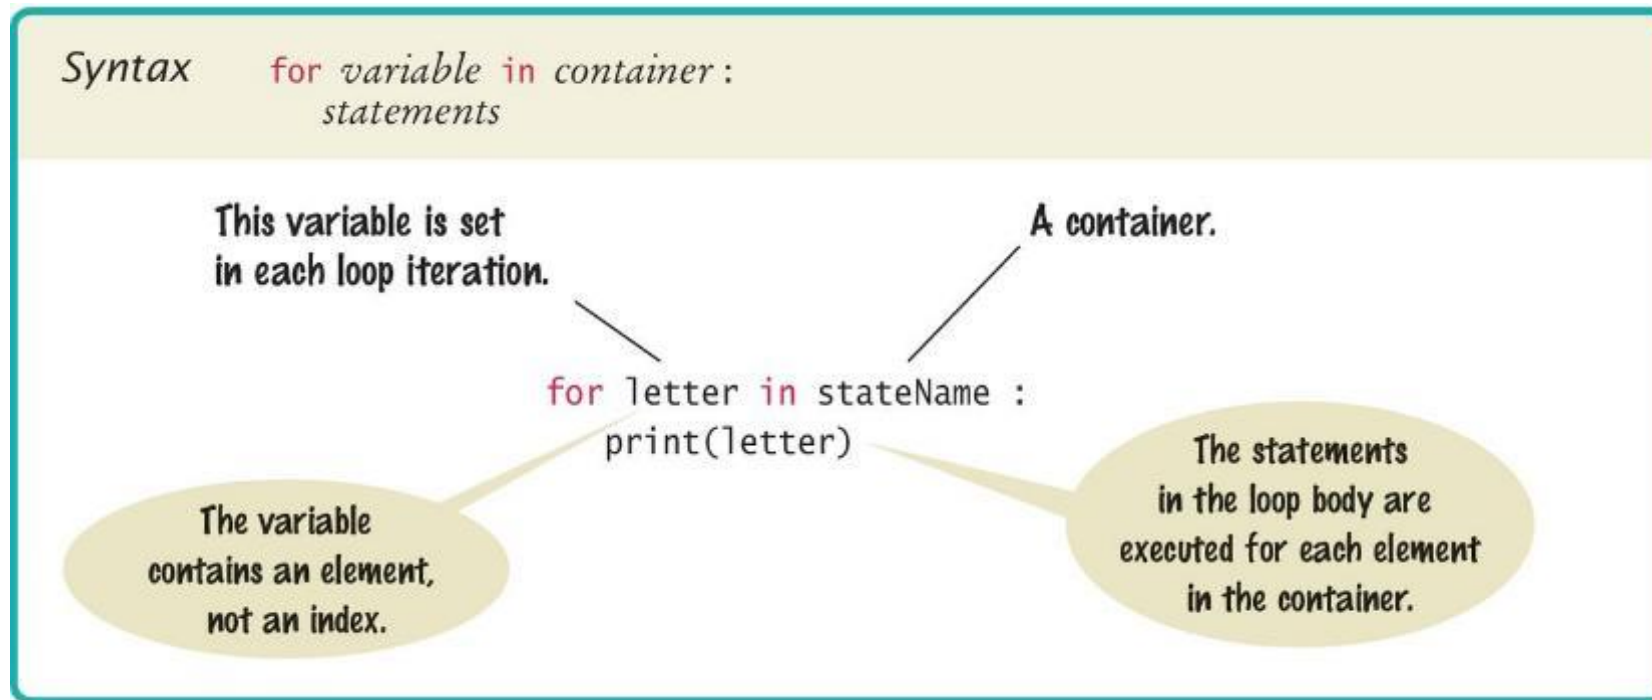 Syntax
for variable in container :
statements
This variable is set
in each loop iteration.
A container.
for letter in stateName :
print(letter)
The variable
contains an element,
not an index.
The statements
in the loop body are
executed for each element
in the container.